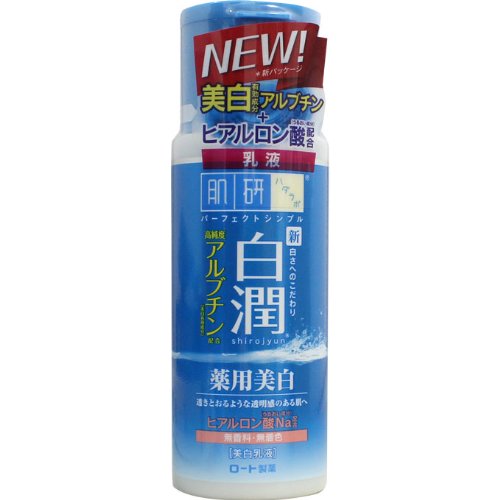 NEW!
+新パッケージ
美白有効成分アルブチン
+
ヒアルロン酸配合
乳液
肌研 ハダラボ®
パーフェクトシンプル
新 白さへのこだわり
高純度アルブチン配合
白潤
shirojyun
薬用美白
透きとおるような透明感のある肌へ
ヒアルロン酸Na配合
無香料・無着色
[美白乳液]
ロート製薬